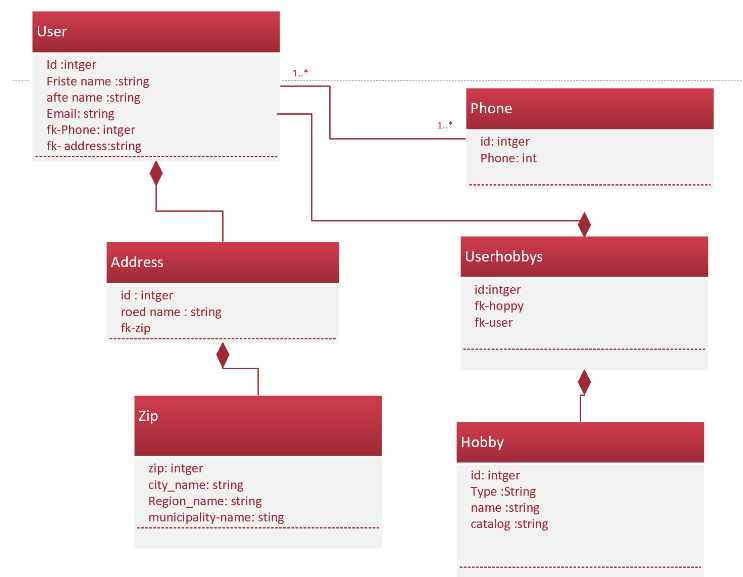 User
Id :intger
Friste name :string
afte name :string
Email: string
fk-Phone: intger
fk- address:string
1..*
1..*
Phone
id: intger
Phone: int
Address
id : intger
roed name : string
fk-zip
Userhobbys
id:intger
fk-hoppy
fk-user
Zip
zip: intger
city_name: string
Region_name: string
municipality-name: sting
Hobby
id: intger
Type :String
name :string
catalog :string